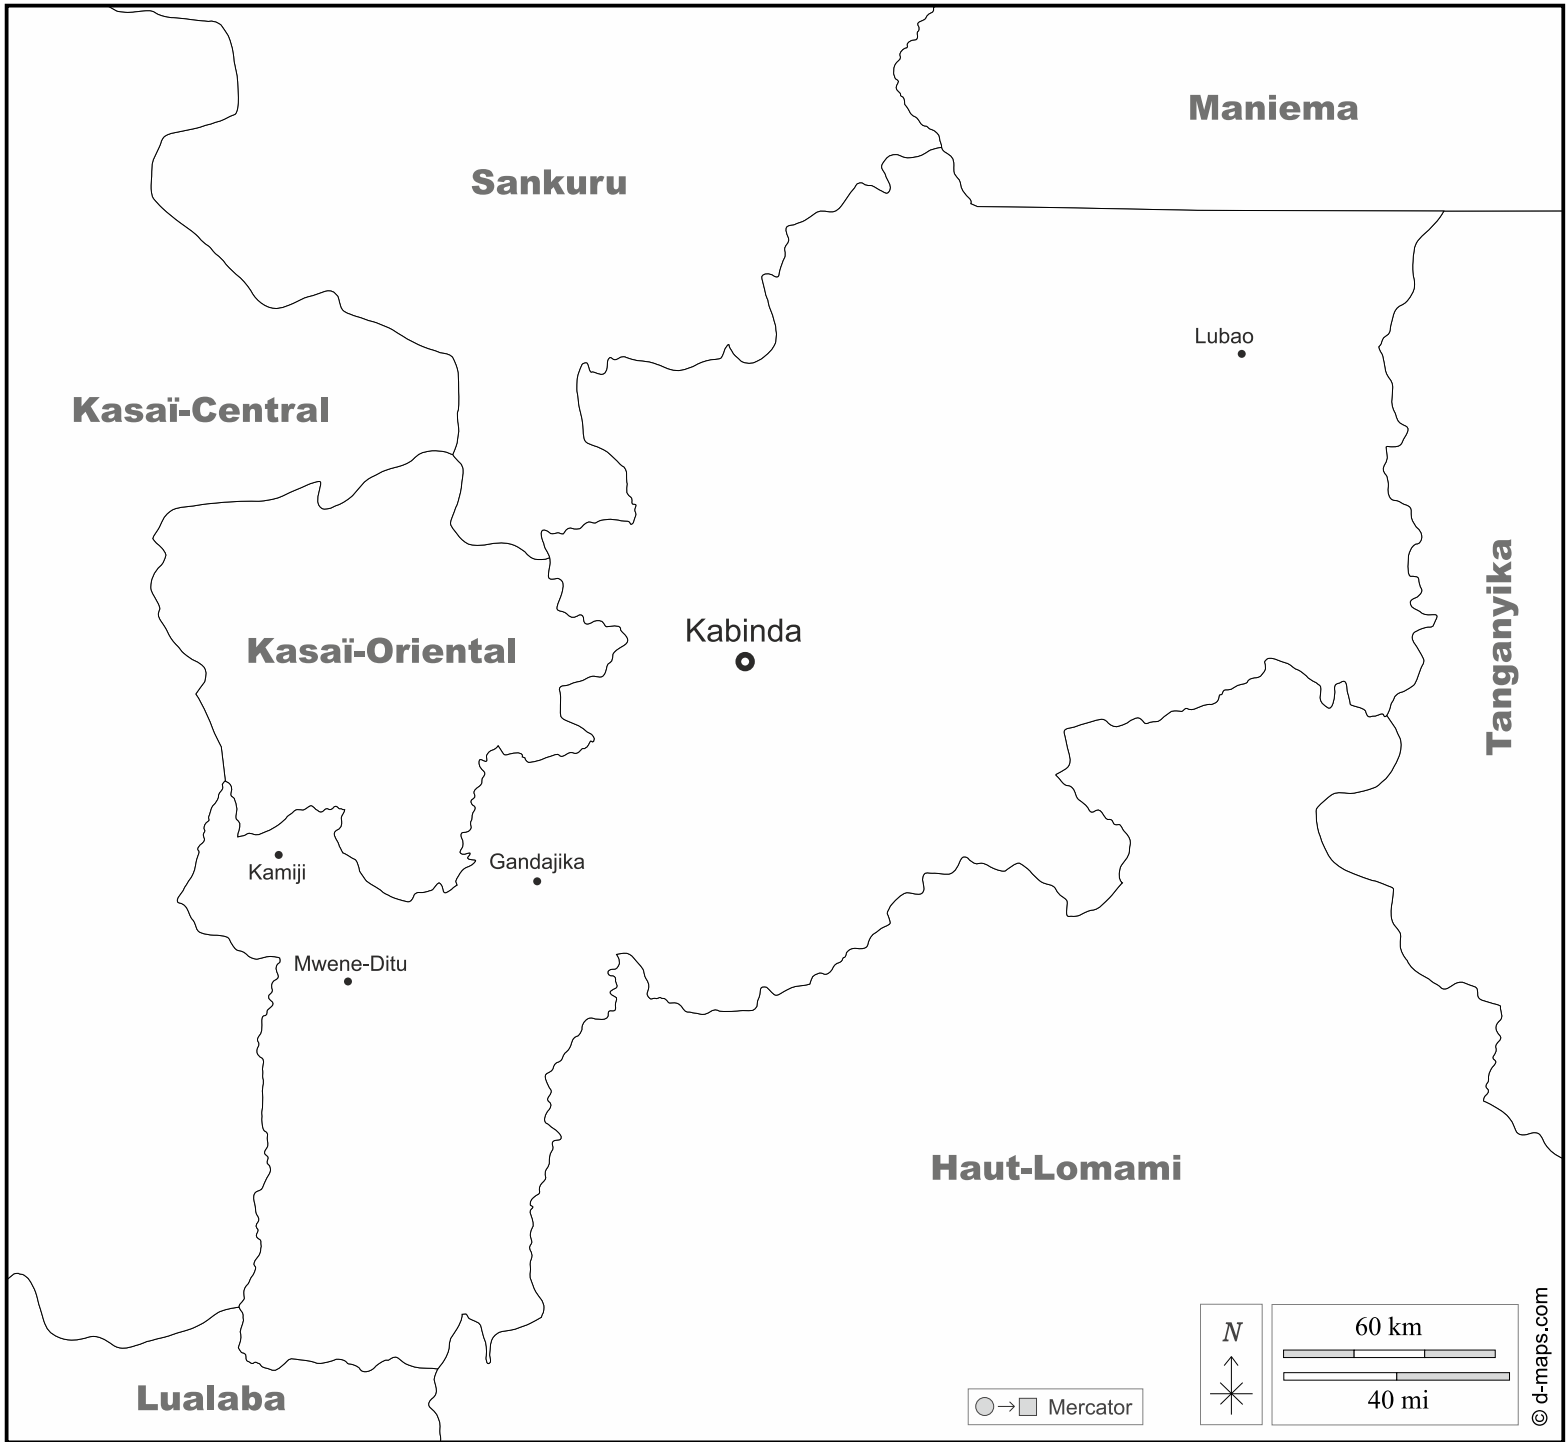 Maniema
Sankuru
Lubao
Kasaï-Central
Tanganyika
Kabinda
Kasaï-Oriental
Gandajika
Kamiji
Mwene-Ditu
Haut-Lomami
Lualaba
Mercator
N
60 km
40 mi
© d-maps.com